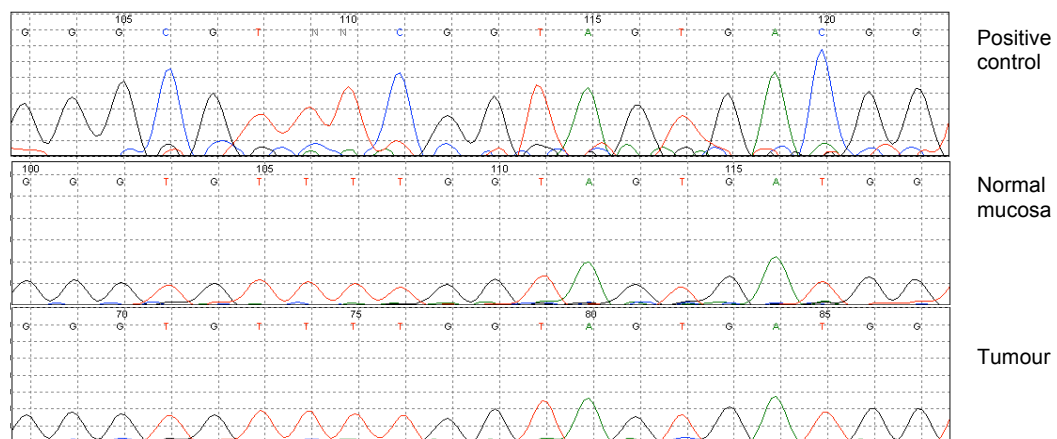 105 110 115 120
G G G C G T N N C G G T A G T G A C G G
Positive
control
100 105 110 115
G G G T G T T T T G G T A G T G A T G G
Normal
mucosa
70 75 80 85
G G G T G T T T T G G T A G T G A T G G
Tumour